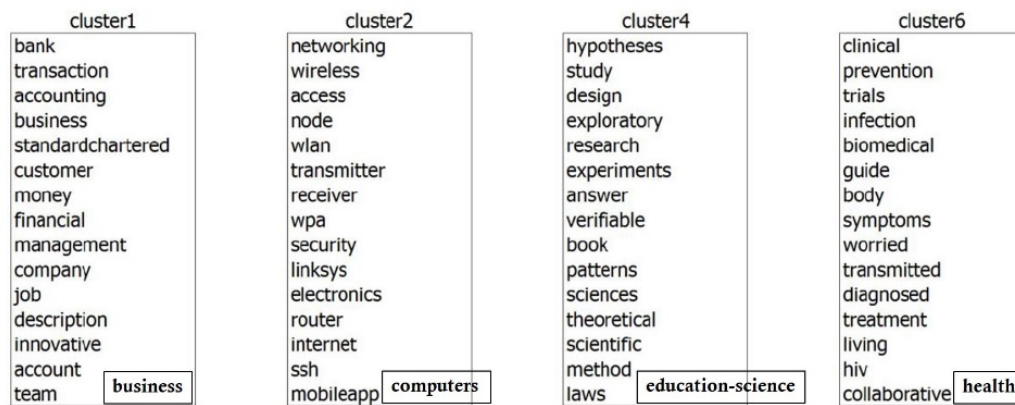 cluster1
bank
transaction
accounting
business
standardchartered
customer
money
financial
management
company
job
description
innovative
account
team
business
cluster2
networking
wireless
access
node
wlan
transmitter
receiver
wpa
security
linksys
electronics
router
internet
ssh
mobileapp
computers
cluster4
hypotheses
study
design
exploratory
research
experiments
answer
verifiable
book
patterns
sciences
theoretical
scientific
method
laws
education-science
cluster6
clinical
prevention
trials
infection
biomedical
guide
body
symptoms
worried
transmitted
diagnosed
treatment
living
hiv
collaborative
health